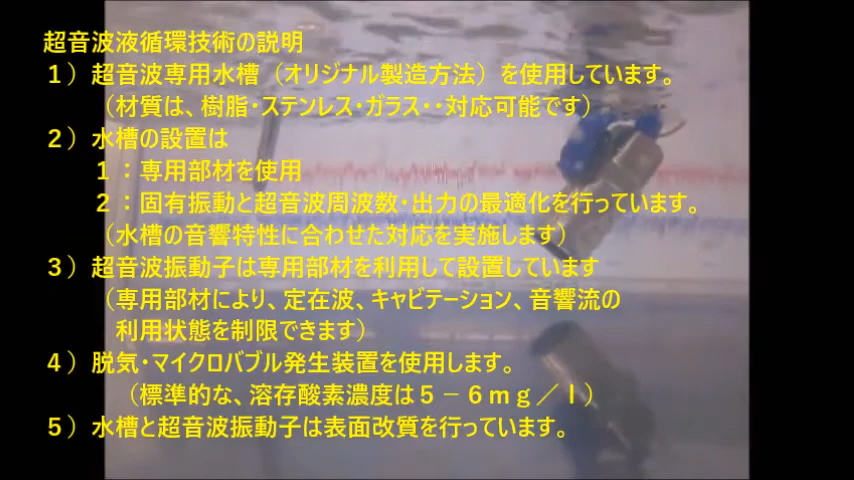 超音波液循環技術の説明
1）超音波専用水槽（オリジナル製造方法）を使用しています。
（材質は、樹脂・ステンレス・ガラス・・対応可能です）
2）水槽の設置は
1：専用部材を使用
2：固有振動と超音波周波数・出力の最適化を行っています。
（水槽の音響特性に合わせた対応を実施します）
3）超音波振動子は専用部材を利用して設置しています
（専用部材により、定在波、キャビテーション、音響流の
利用状態を制限できます）
4）脱気・マイクロバブル発生装置を使用します。
（標準的な、溶存酸素濃度は5－6mg／l）
5）水槽と超音波振動子は表面改質を行っています。